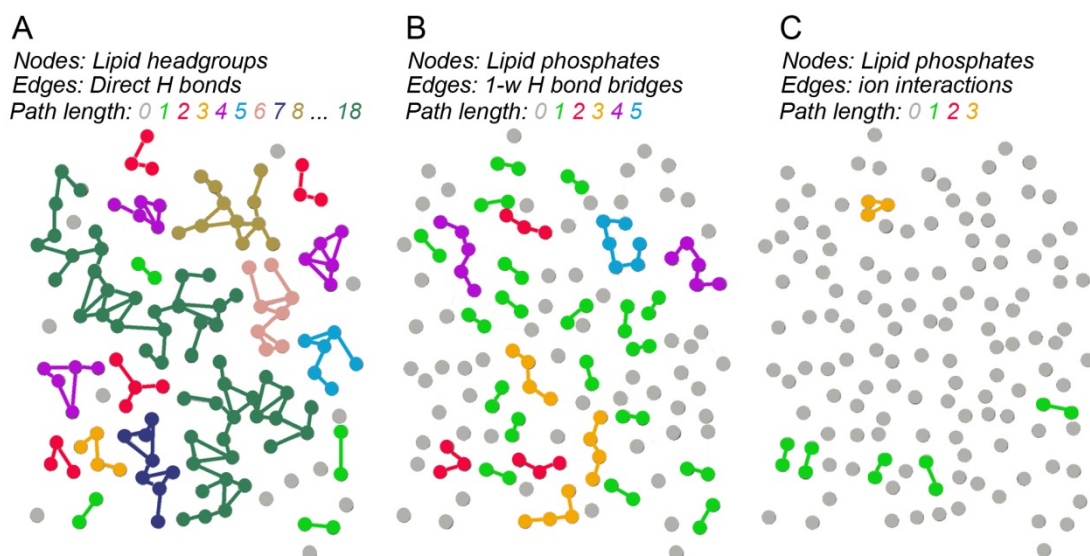 A
Nodes: Lipid headgroups
Edges: Direct H bonds
Path length: 0 1 2 3 4 5 6 7 8 ... 18
B
Nodes: Lipid phosphates
Edges: 1-w H bond bridges
Path length: 0 1 2 3 4 5
C
Nodes: Lipid phosphates
Edges: ion interactions
Path length: 0 1 2 3